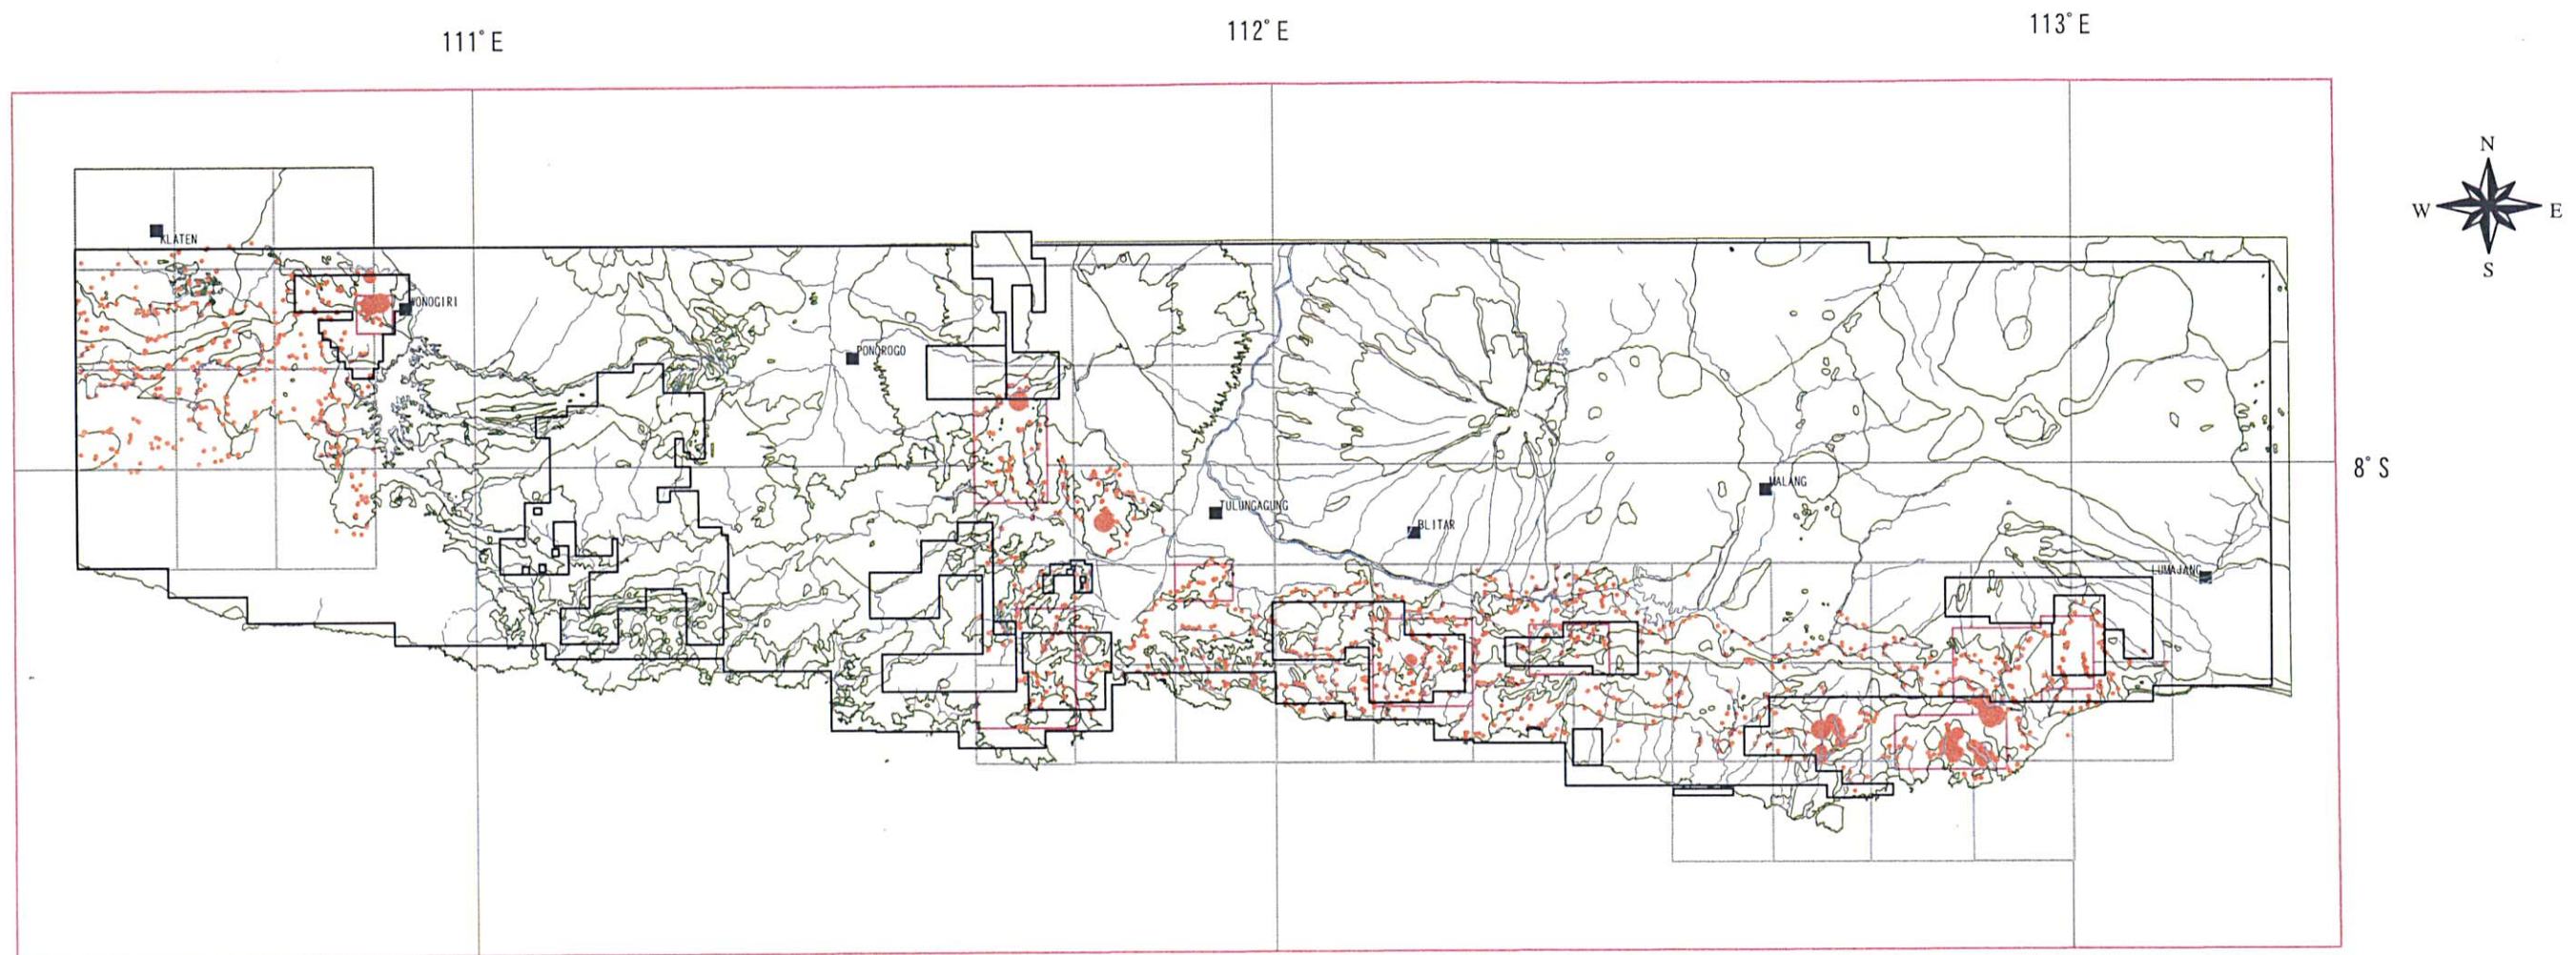 111°E
112°E
113°E
N
W E
S
KLATEN
WONOGIRI
PONOROGO
8°S
MALANG
TULUNGAGUNG
BLITAR
LUMAJANG